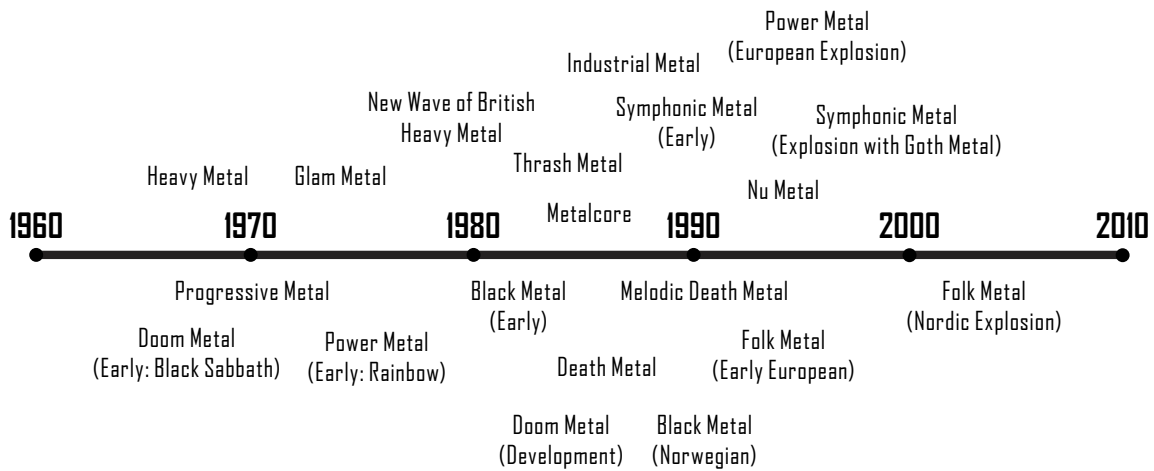 Power Metal
(European Explosion)
Industrial Metal
New Wave of British
Heavy Metal
Symphonic Metal
(Early)
Symphonic Metal
(Explosion with Goth Metal)
Thrash Metal
Heavy Metal
Glam Metal
Nu Metal
Metalcore
1960
1970
1980
1990
2000
2010
Progressive Metal
Black Metal
(Early)
Melodic Death Metal
Folk Metal
(Nordic Explosion)
Doom Metal
(Early: Black Sabbath)
Power Metal
(Early: Rainbow)
Death Metal
Folk Metal
(Early European)
Doom Metal
(Development)
Black Metal
(Norwegian)